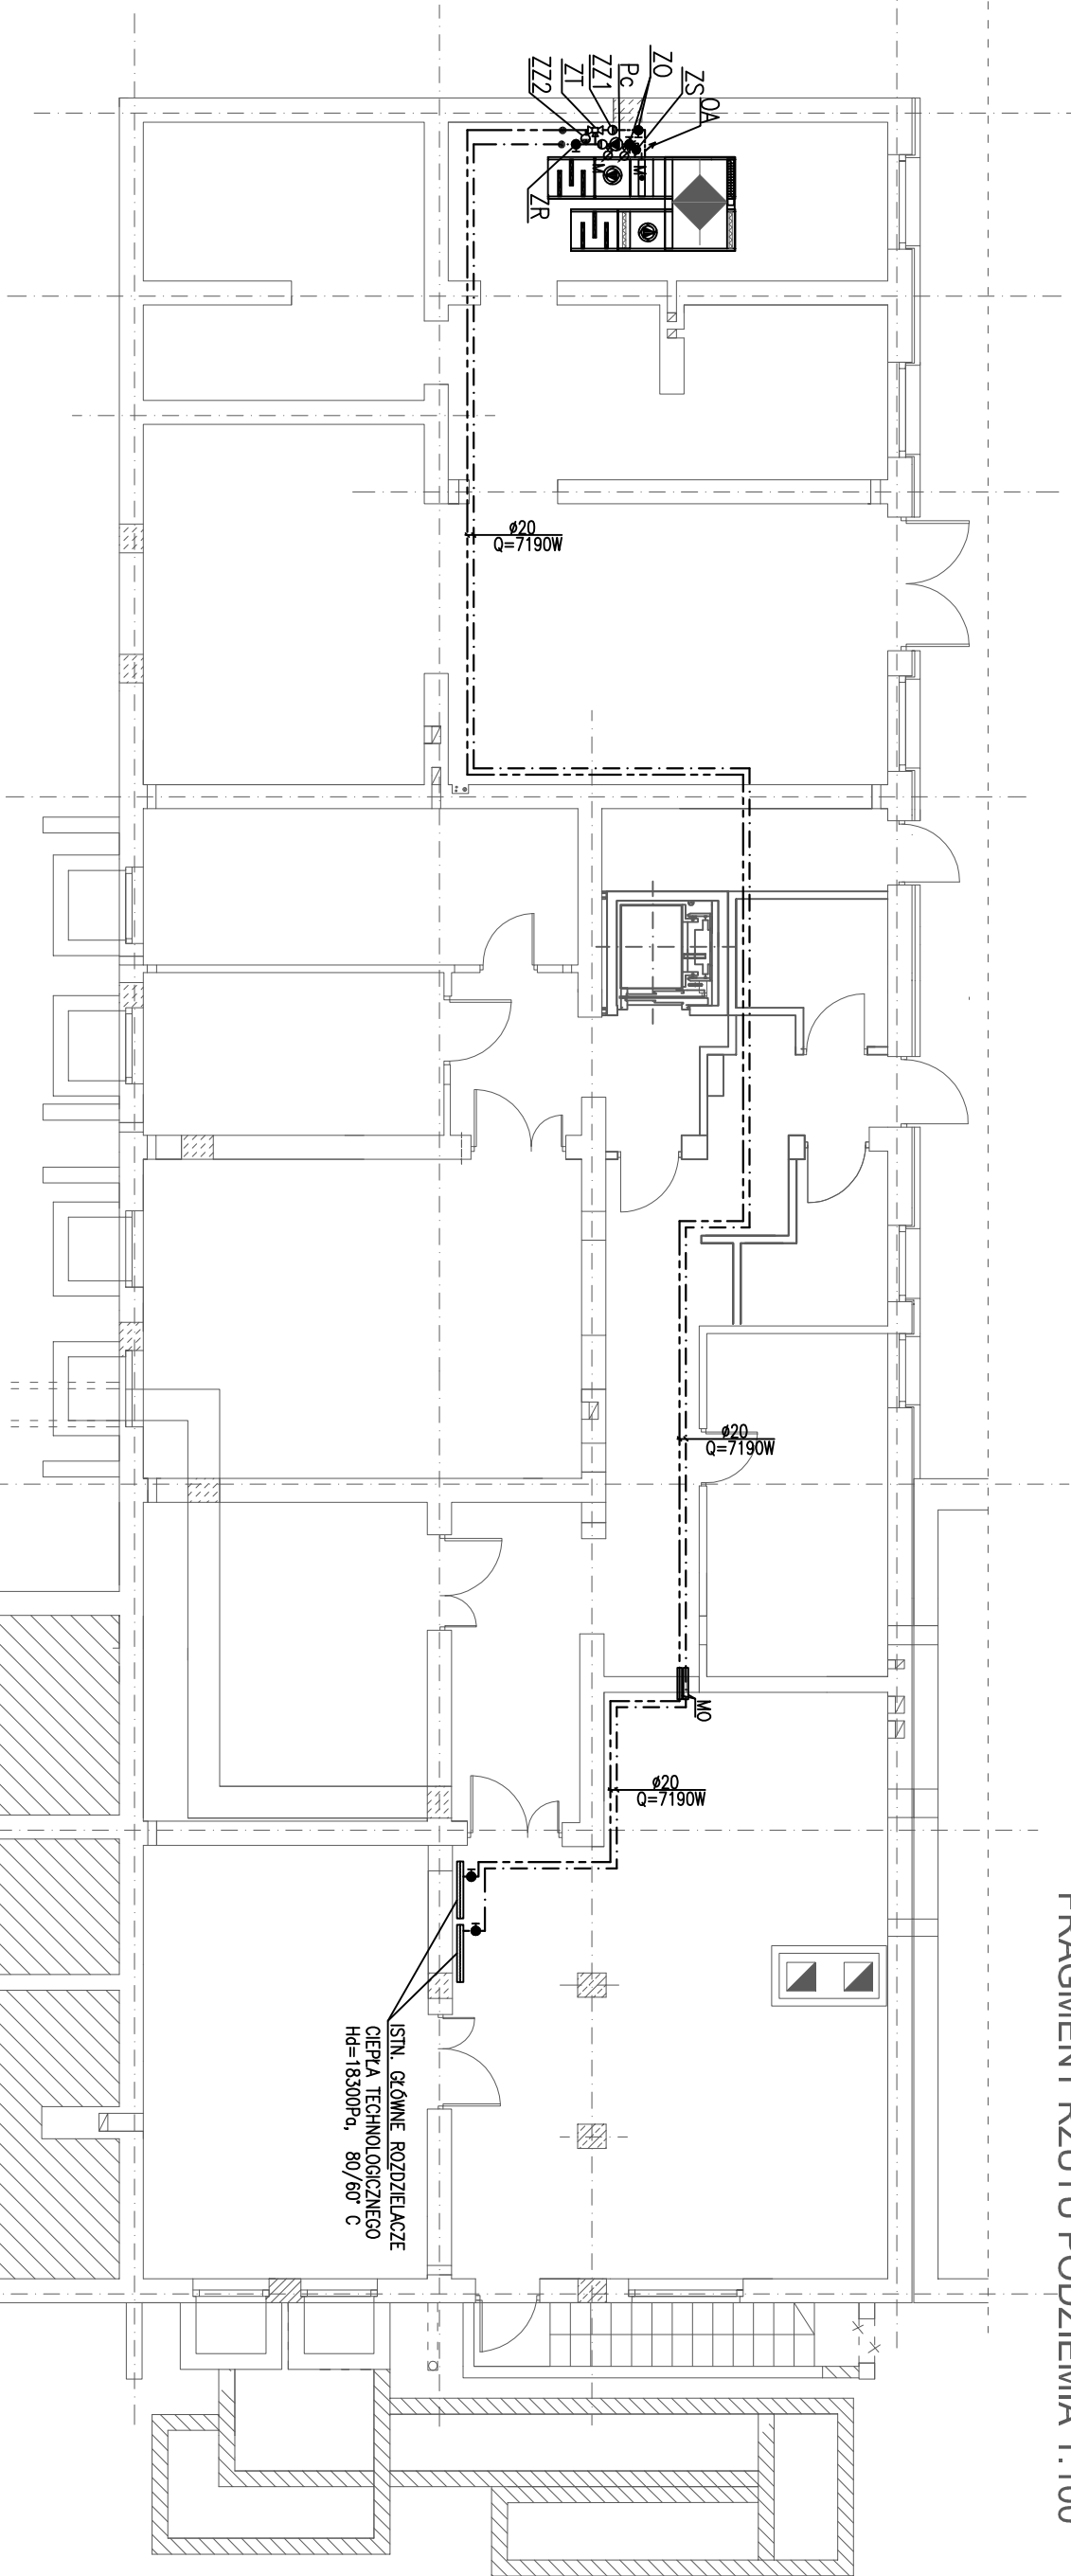 FRAGMENT RZUTU PODZIEMIA 1:100
ZO
ZS
OA
Pc
ZZ1
ZT
ZZ2
M
M
ZR
ø20
Q=7190W
ø20
Q=7190W
MO
ø20
Q=7190W
ISTN. GŁÓWNE ROZDZIELACZE
CIEPŁA TECHNOLOGICZNEGO
Hd=18300Pa, 80/60° C